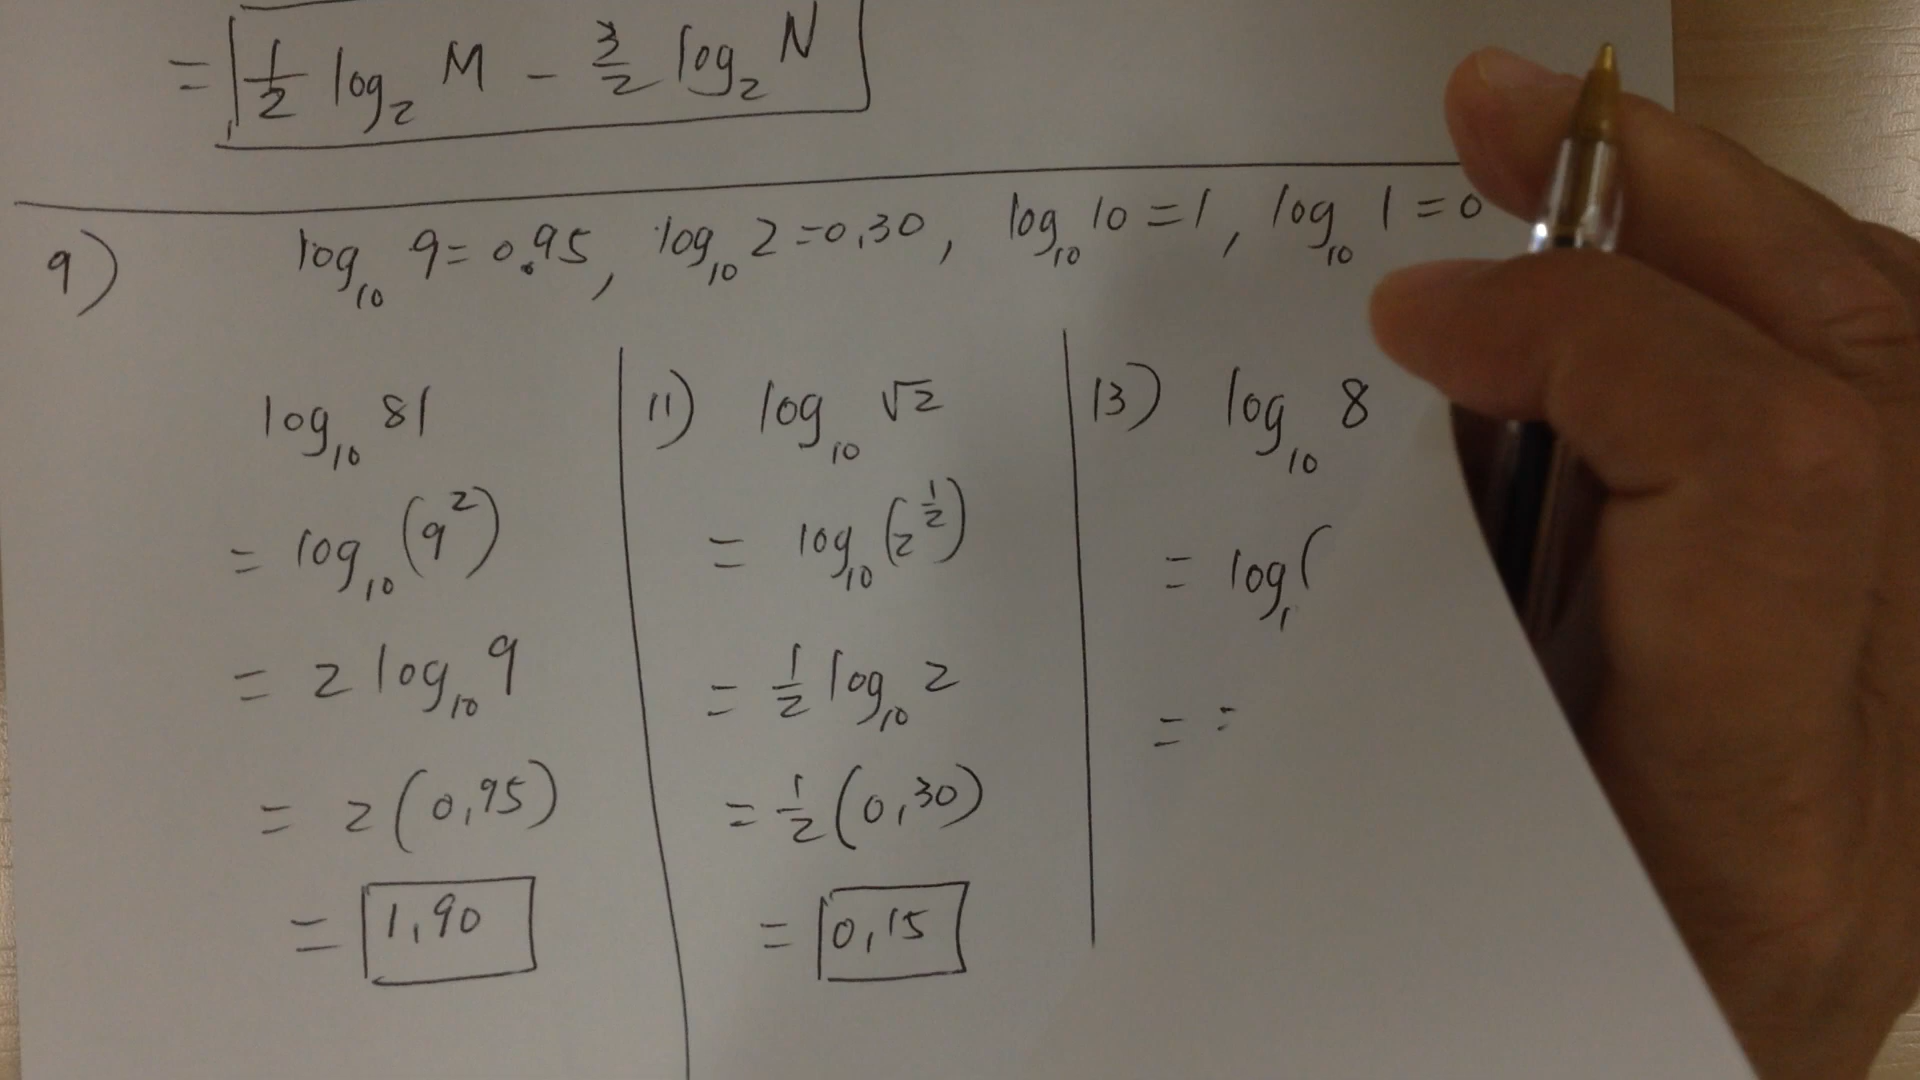 = 1/2 log₂ M - 3/2 log₂ N
9) log₁₀ 9=0.95, log₁₀ 2=0,30, log₁₀ 10=1, log₁₀ 1=0
log₁₀ 81
= log₁₀ (9²)
= 2 log₁₀ 9
= 2(0,95)
= 1,90
11) log₁₀ √2
= log₁₀ (2^½)
= 1/2 log₁₀ 2
= 1/2 (0,30)
= 0,15
13) log₁₀ 8
= log₁(
= =